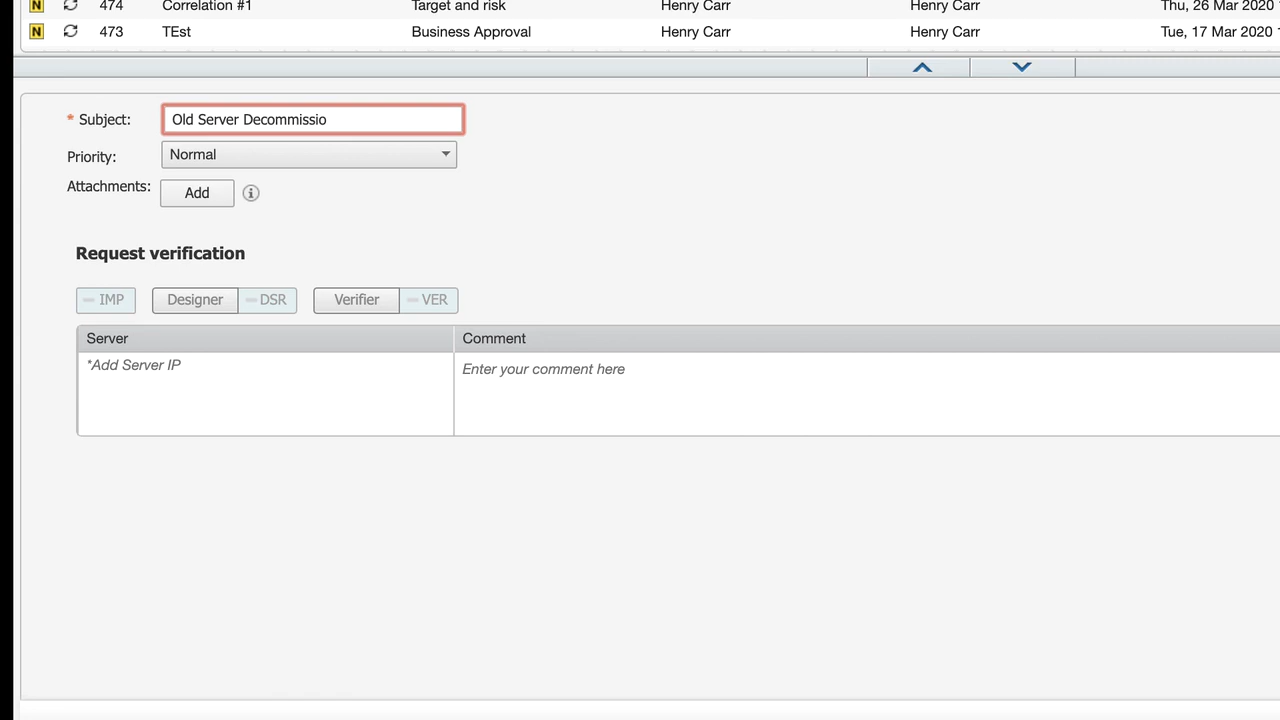 N 474 Correlation #1 Target and risk Henry Carr Henry Carr Thu, 26 Mar 2020
N 473 TEst Business Approval Henry Carr Henry Carr Tue, 17 Mar 2020
* Subject: Old Server Decommissio
Priority: Normal
Attachments: Add
Request verification
IMP Designer DSR Verifier VER
Server Comment
*Add Server IP Enter your comment here